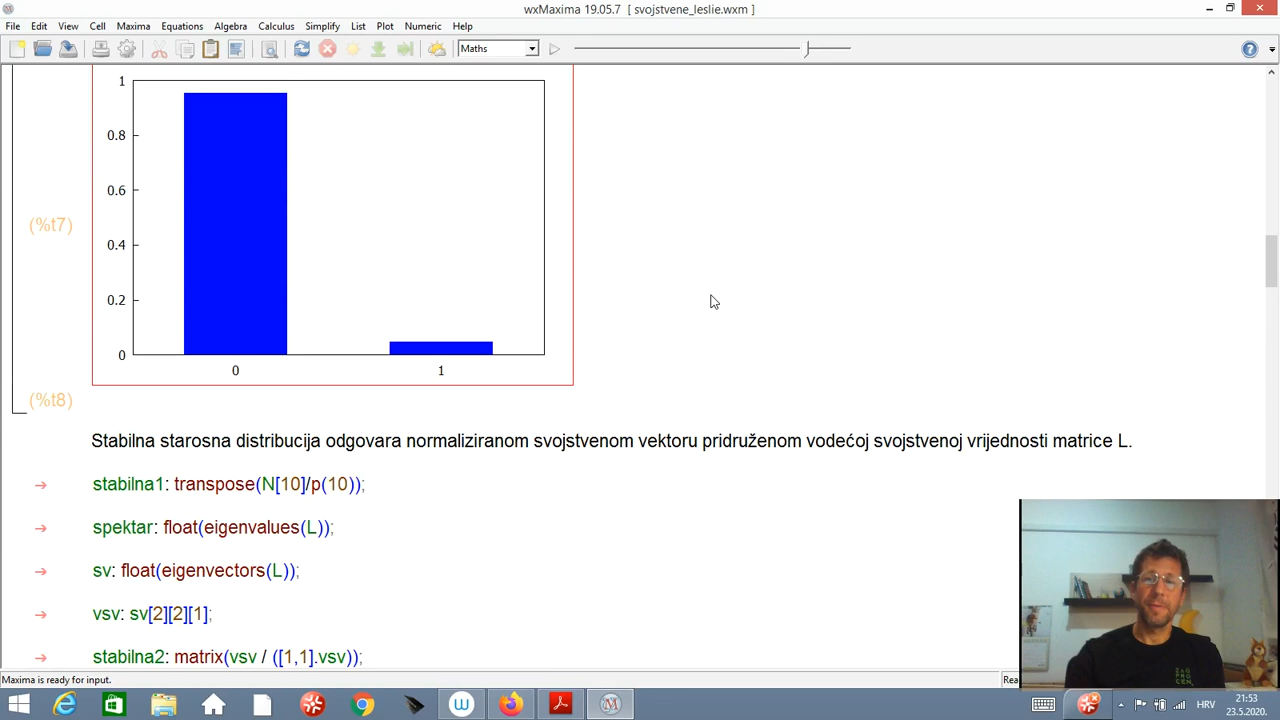 wxMaxima 19.05.7 [ svojstvene_leslie.wxm ]
File Edit View Cell Maxima Equations Algebra Calculus Simplify List Plot Numeric Help
Maths
1
0.8
0.6
(%t7)
0.4
0.2
0
0 1
(%t8)
Stabilna starosna distribucija odgovara normaliziranom svojstvenom vektoru pridruženom vodećoj svojstvenoj vrijednosti matrice L.
stabilna1: transpose(N[10]/p(10));
spektar: float(eigenvalues(L));
sv: float(eigenvectors(L));
vsv: sv[2][2][1];
stabilna2: matrix(vsv / ([1,1].vsv));
Maxima is ready for input.
Rea
HRV
21:53
23.5.2020.